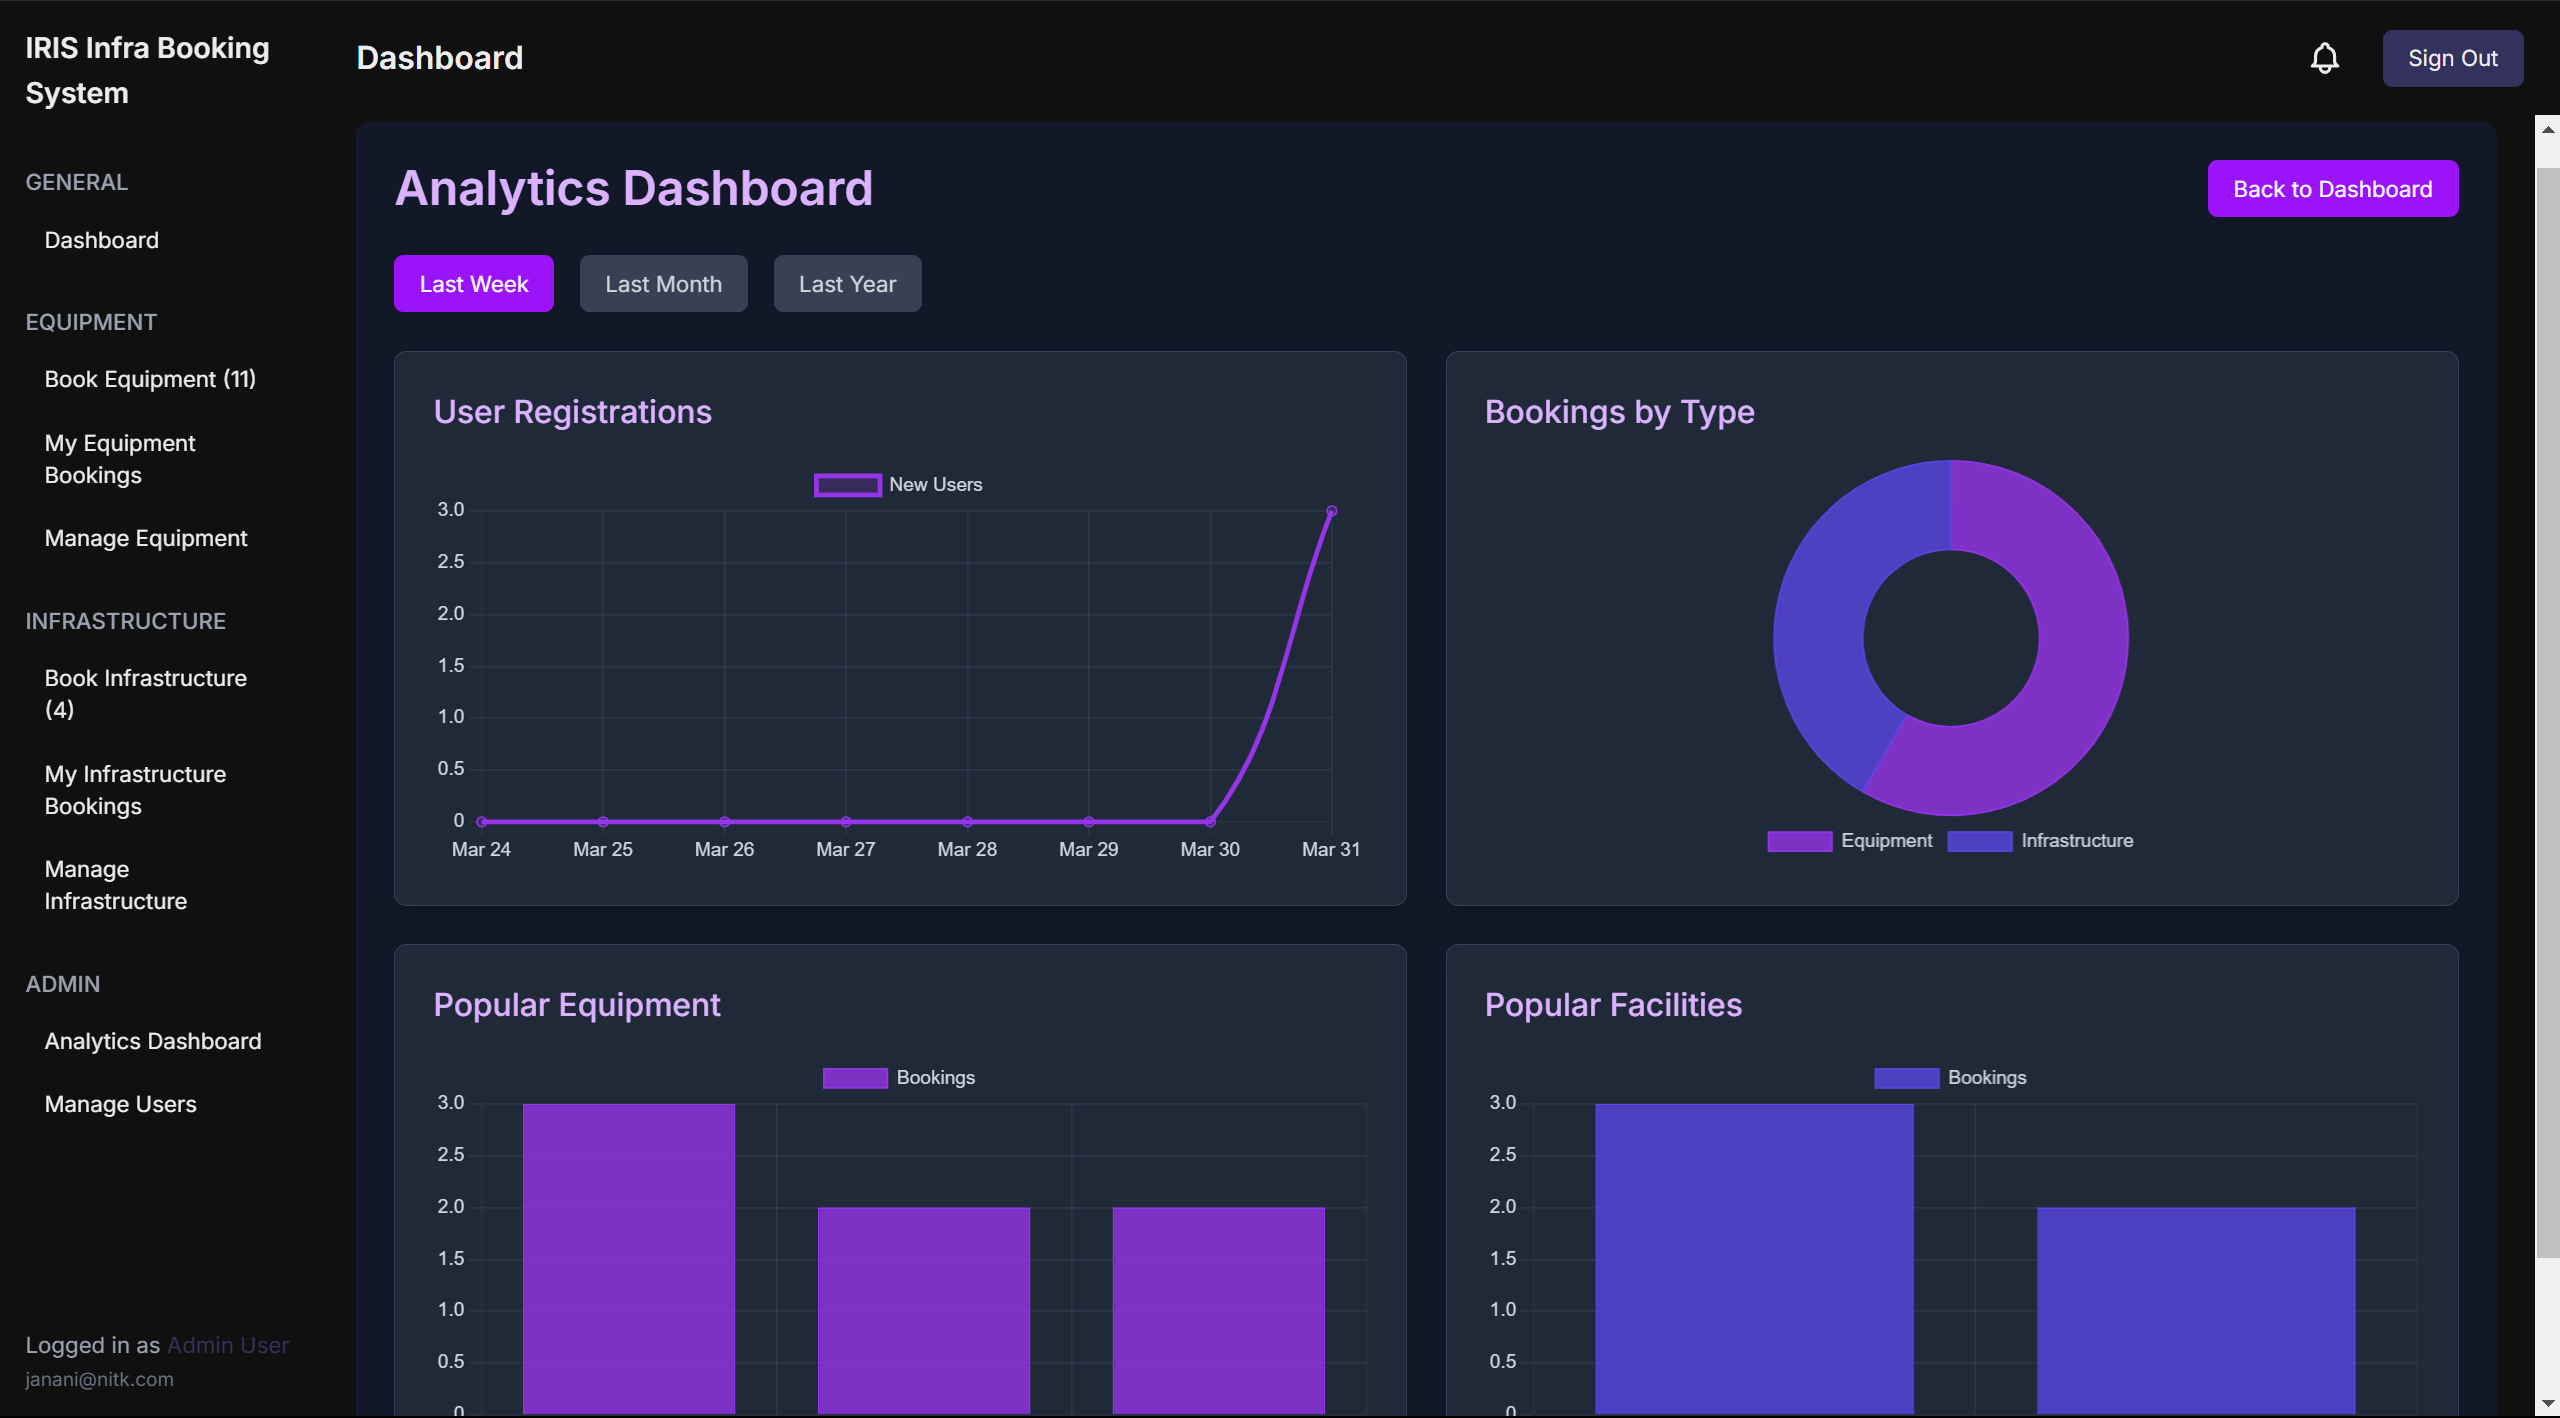 IRIS Infra Booking
System
GENERAL
Dashboard
EQUIPMENT
Book Equipment (11)
My Equipment
Bookings
Manage Equipment
INFRASTRUCTURE
Book Infrastructure
(4)
My Infrastructure
Bookings
Manage
Infrastructure
ADMIN
Analytics Dashboard
Manage Users
Logged in as Admin User
janani@nitk.com
Dashboard
Sign Out
Analytics Dashboard
Back to Dashboard
Last Week
Last Month
Last Year
User Registrations
New Users
3.0
2.5
2.0
1.5
1.0
0.5
0
Mar 24
Mar 25
Mar 26
Mar 27
Mar 28
Mar 29
Mar 30
Mar 31
Bookings by Type
Equipment
Infrastructure
Popular Equipment
Bookings
3.0
2.5
2.0
1.5
1.0
0.5
0
Popular Facilities
Bookings
3.0
2.5
2.0
1.5
1.0
0.5
0